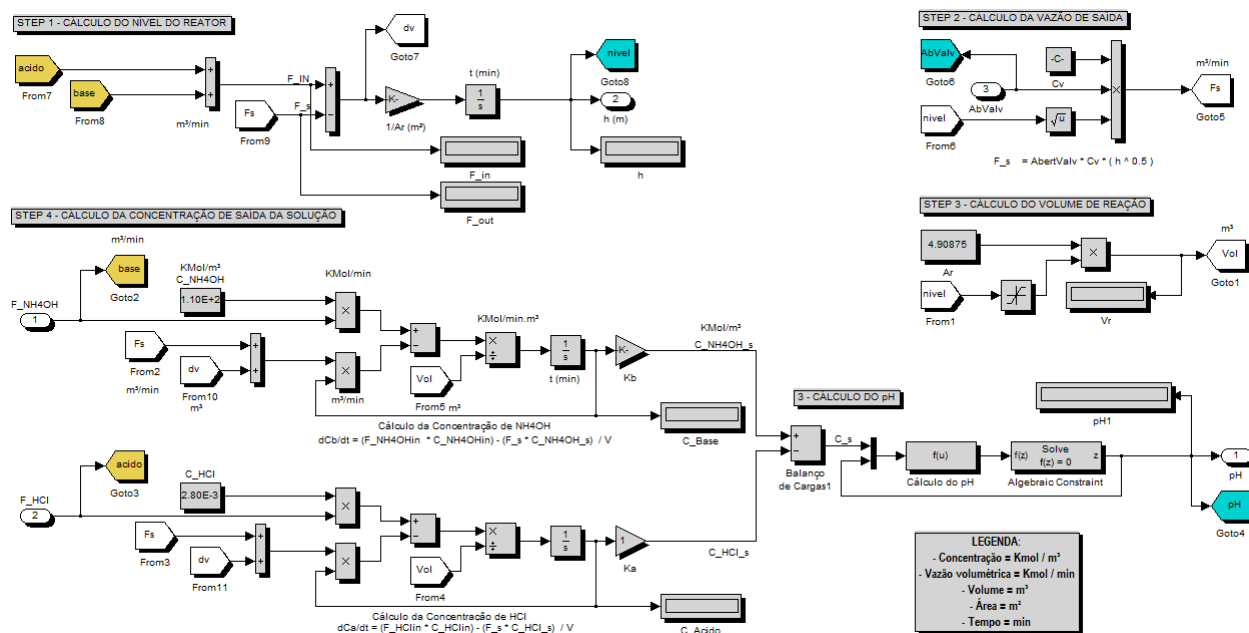 STEP 1 - CÁLCULO DO NÍVEL DO REATOR
acido
From7
base
From8
m³/min
F_IN
F_s
Fs
From9
dv
Goto7
K-
1/Ar (m²)
t (min)
1
s
nivel
Goto8
2
h (m)
h
F_in
F_out
STEP 2 - CÁLCULO DA VAZÃO DE SAÍDA
AbValv
Goto6
-C-
Cv
3
AbValv
nivel
From6
√u
×
m³/min
Fs
Goto5
F_s = AbertValv * Cv * ( h ^ 0.5 )
STEP 3 - CÁLCULO DO VOLUME DE REAÇÃO
4.90875
Ar
nivel
From1
×
m³
Vol
Goto1
Vr
STEP 4 - CÁLCULO DA CONCENTRAÇÃO DE SAÍDA DA SOLUÇÃO
m³/min
base
Goto2
F_NH4OH
1
KMol/m³
C_NH4OH
1.10E+2
KMol/min
×
Fs
From2
m³/min
dv
From10
m³
×
m³/min
Vol
From5
m³
KMol/min.m³
×
÷
1
s
t (min)
K-
Kb
KMol/m³
C_NH4OH_s
C_Base
Cálculo da Concentração de NH4OH
dCb/dt = (F_NH4OHin * C_NH4OHin) - (F_s * C_NH4OH_s) / V
acido
Goto3
F_HCl
2
C_HCl
2.80E-3
×
Fs
From3
dv
From11
×
Vol
From4
×
÷
1
s
1
Ka
C_HCl_s
C_Acido
Cálculo da Concentração de HCl
dCa/dt = (F_HClin * C_HClin) - (F_s * C_HCl_s) / V
3 - CÁLCULO DO pH
Balanço
de Cargas1
C_s
f(u)
Cálculo do pH
f(z)
Solve
f(z) = 0
z
Algebraic Constraint
pH1
1
pH
pH
Goto4
LEGENDA:
- Concentração = Kmol / m³
- Vazão volumétrica = Kmol / min
- Volume = m³
- Área = m²
- Tempo = min